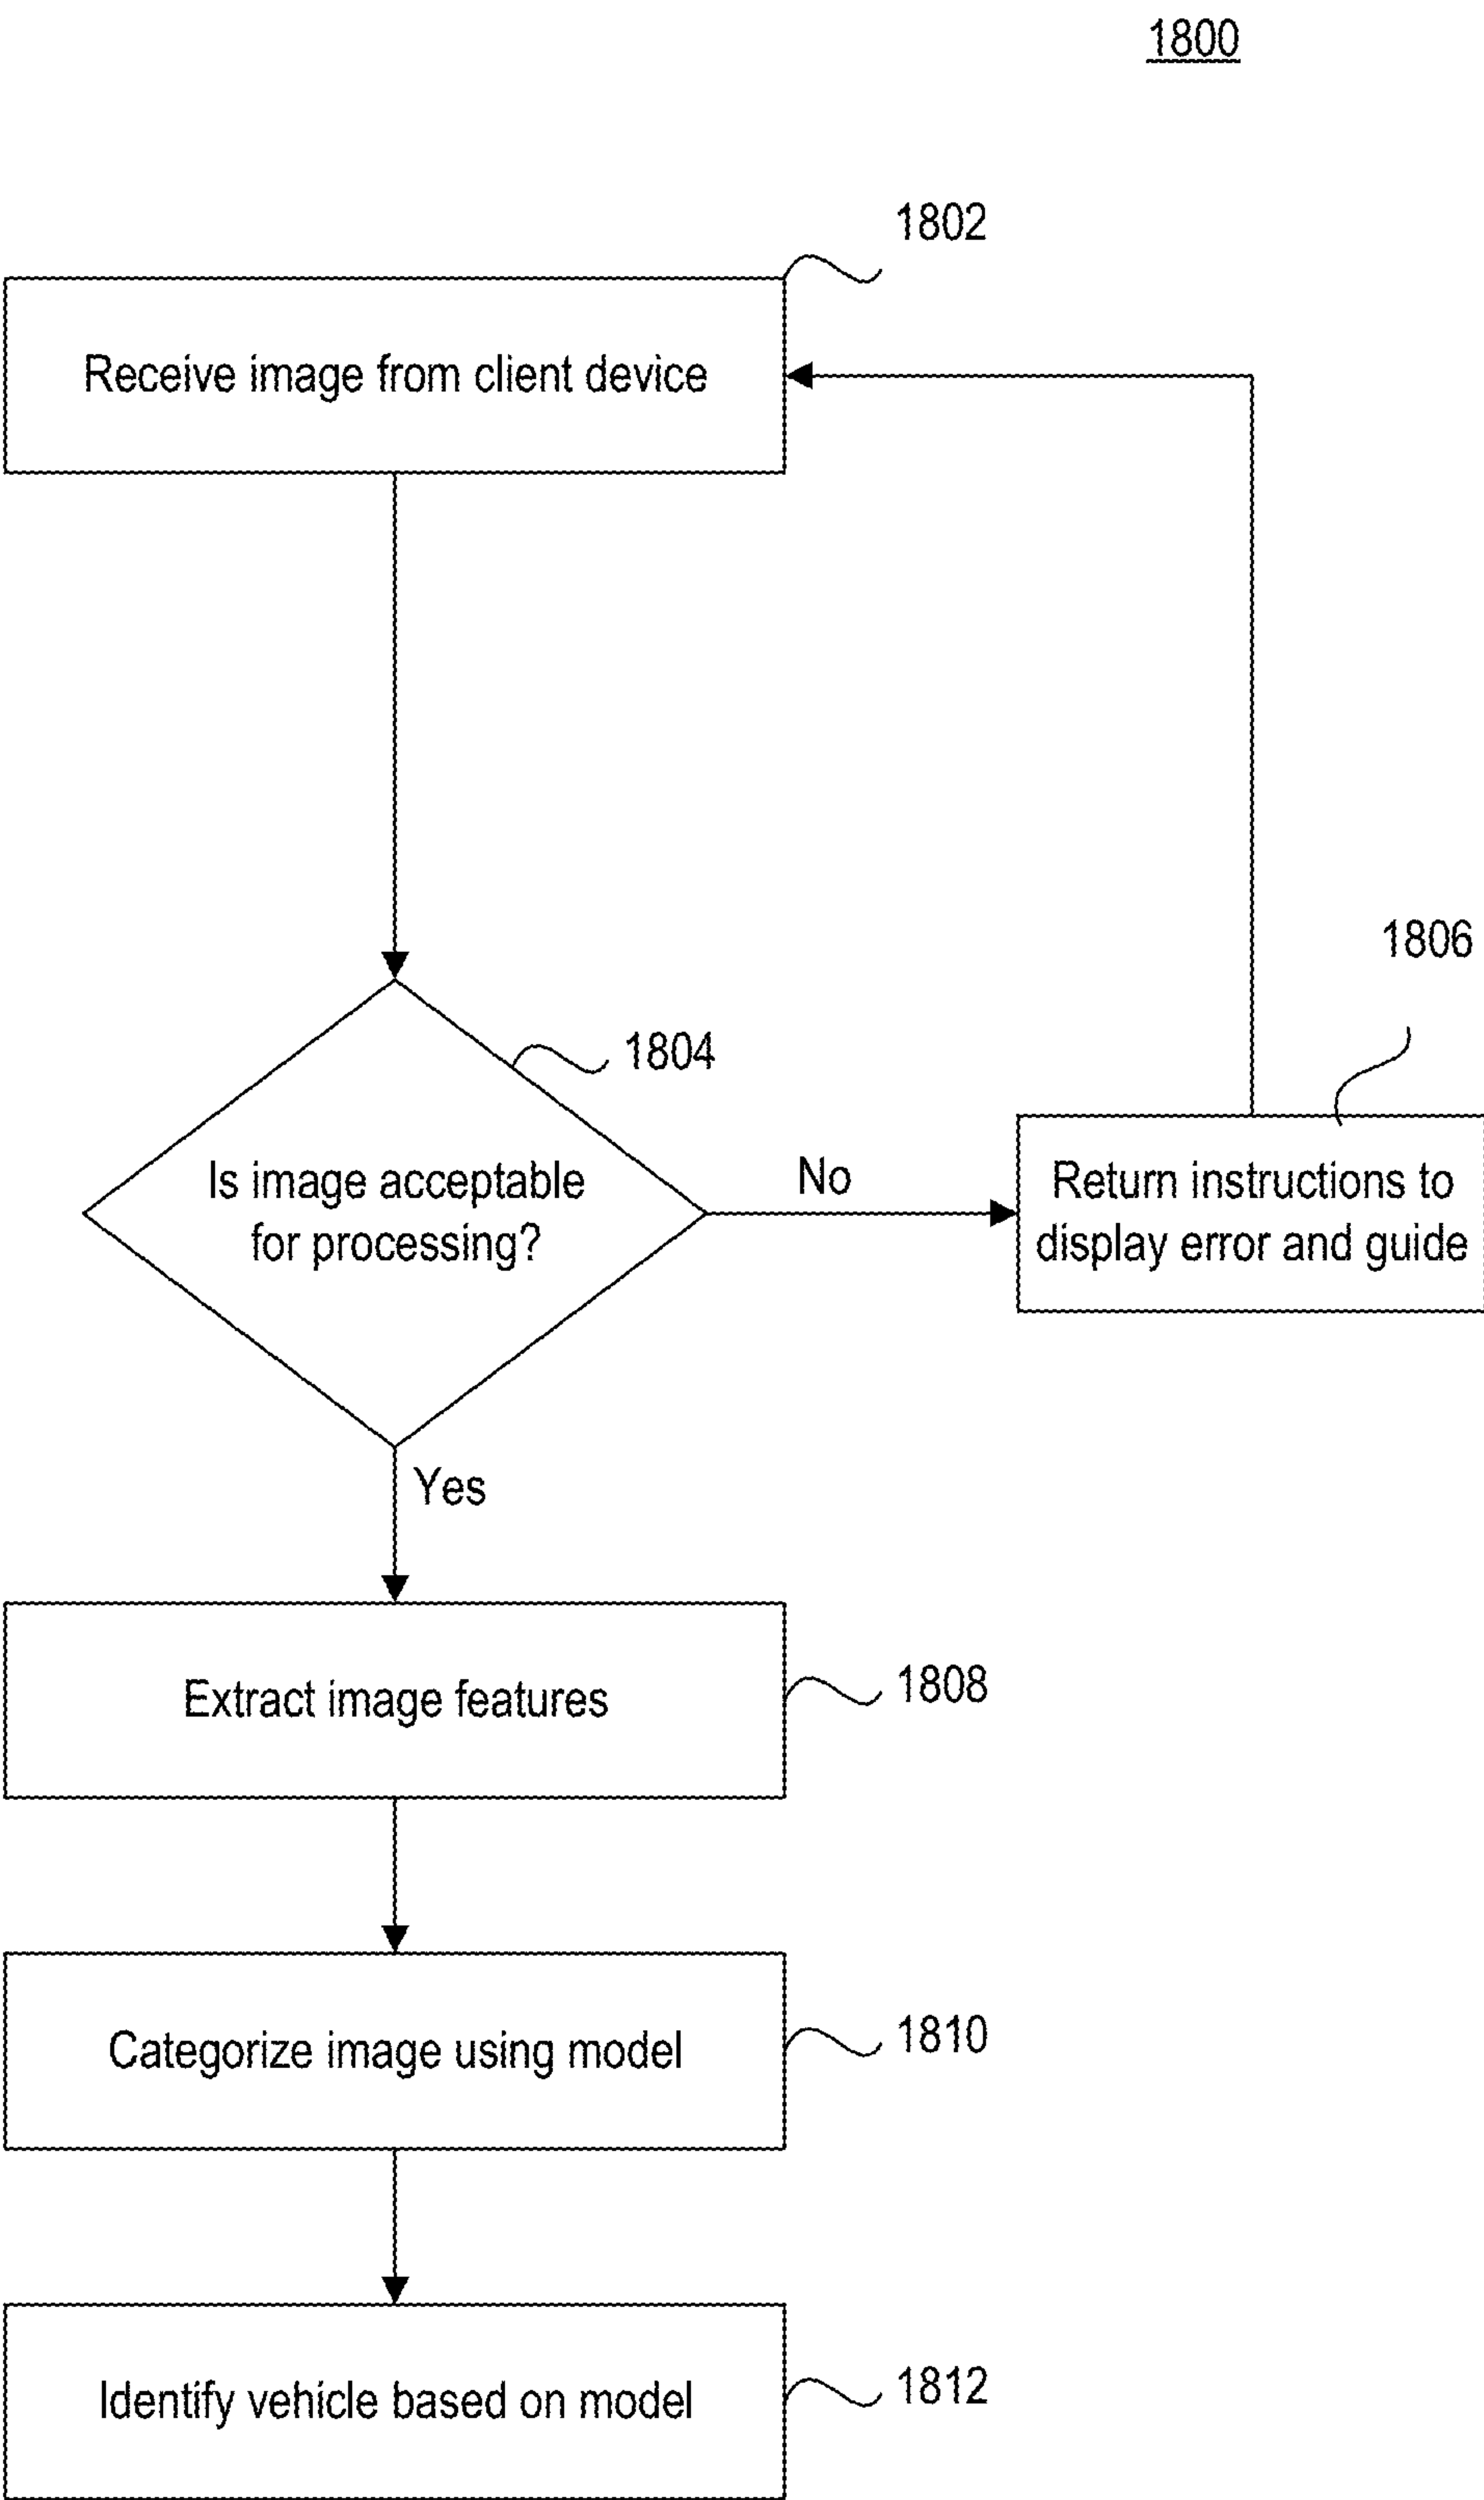 1800
1802
Receive image from client device
1804
Is image acceptable
for processing?
No
1806
Return instructions to
display error and guide
Yes
Extract image features
1808
Categorize image using model
1810
Identify vehicle based on model
1812